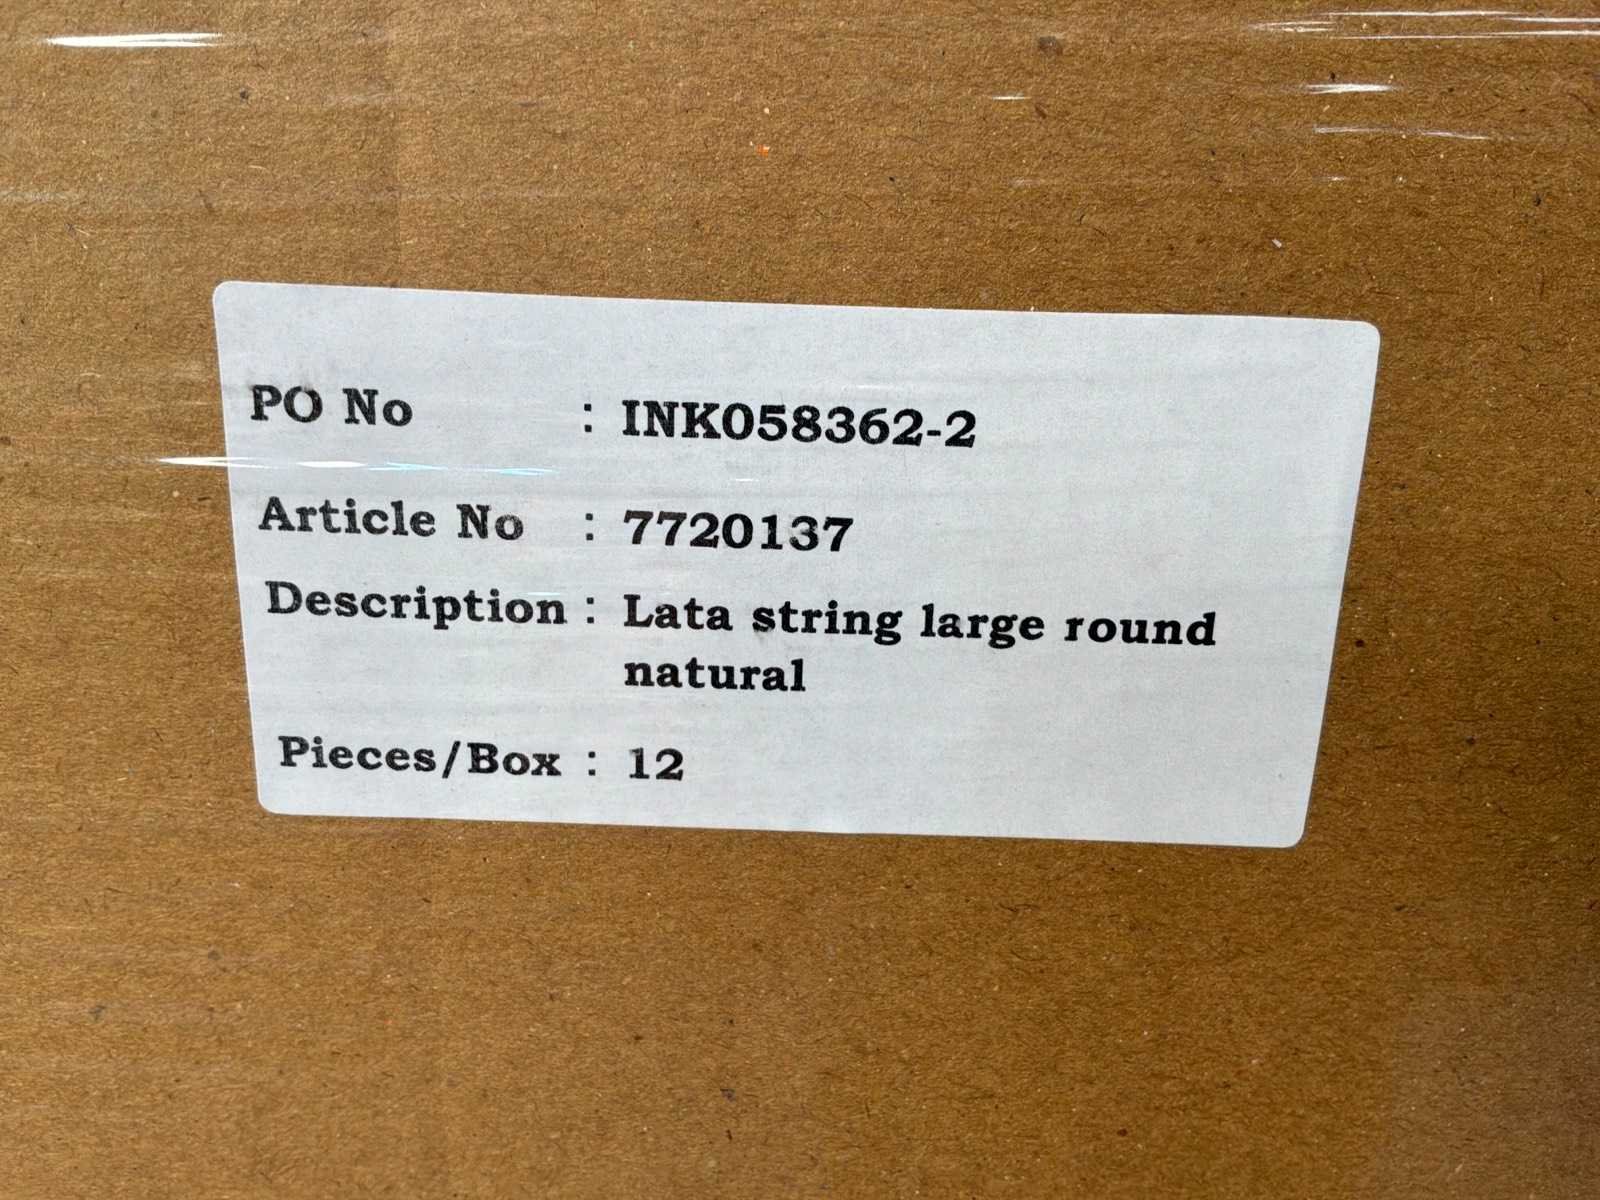 PO No : INK058362-2
Article No : 7720137
Description : Lata string large round
natural
Pieces/Box : 12